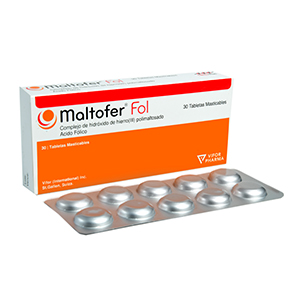 Maltofer® Fol
30 Tabletas Masticables
Complejo de hidróxido de hierro(III) polimaltosado
Ácido Fólico
30 Tabletas Masticables
VIFOR
PHARMA
Vifor (International) Inc.
St. Gallen, Suiza